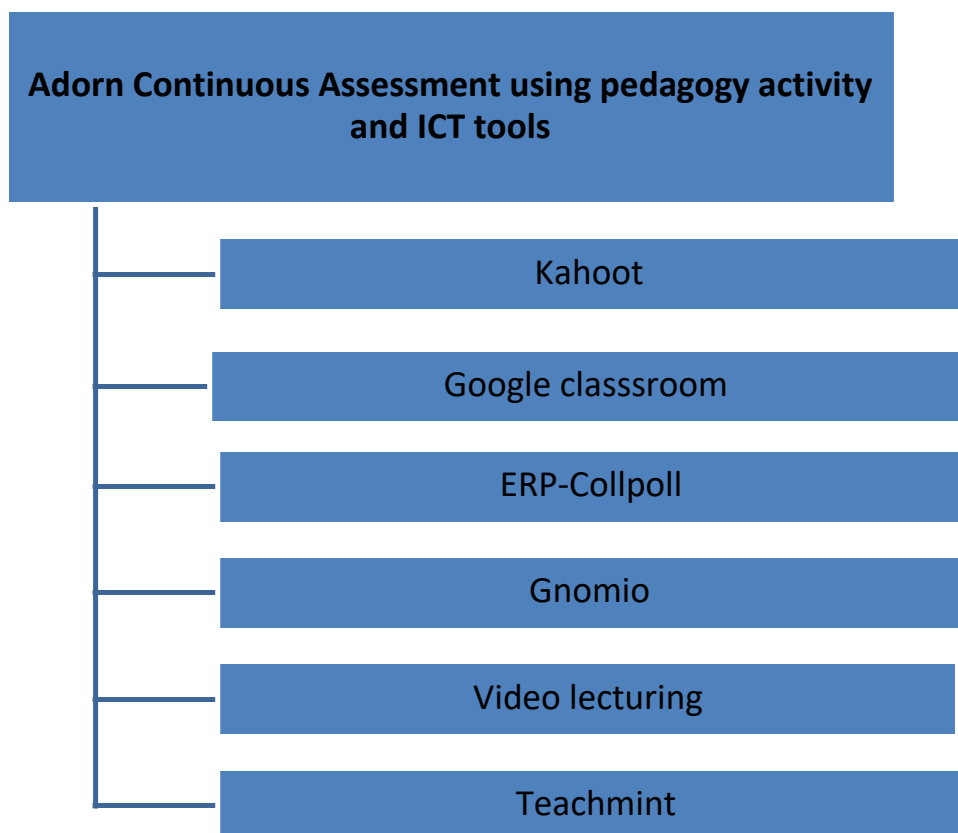 Adorn Continuous Assessment using pedagogy activity
and ICT tools
Kahoot
Google classsroom
ERP-Collpoll
Gnomio
Video lecturing
Teachmint